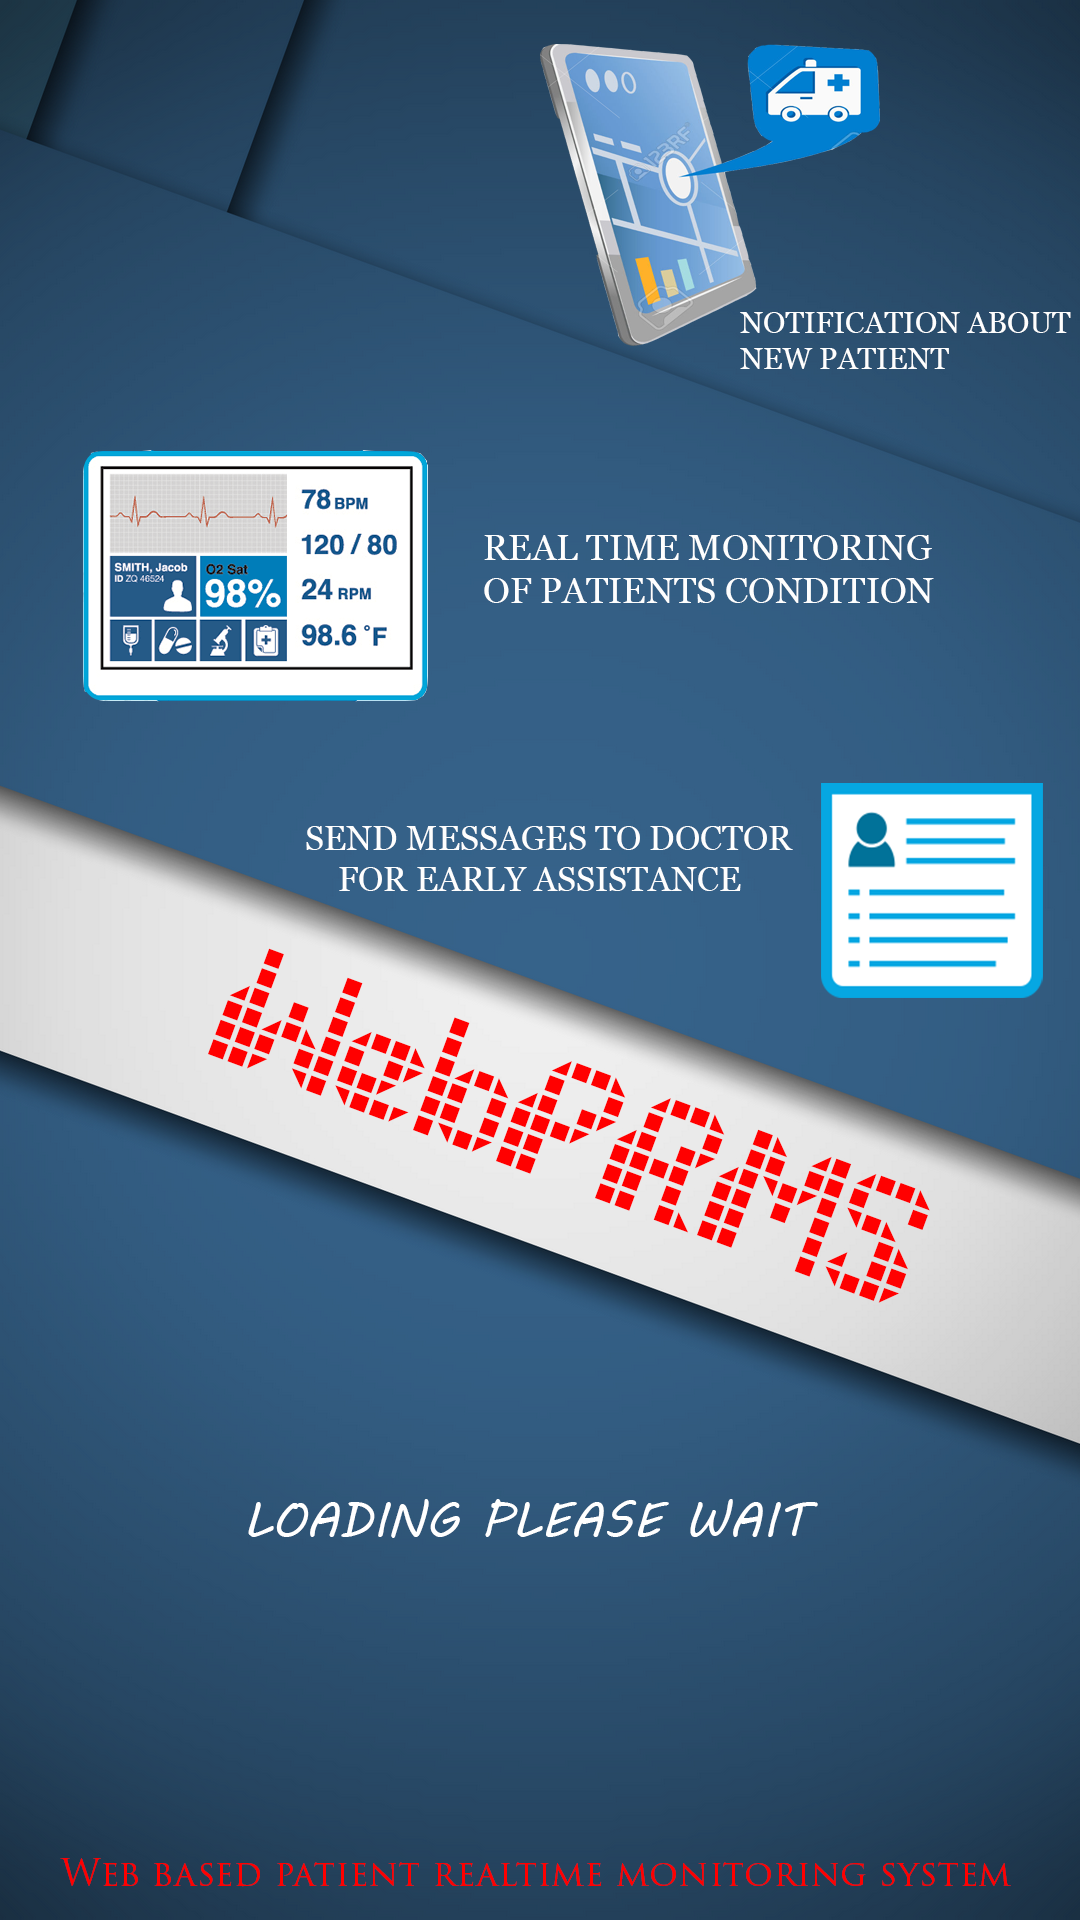 123RF
NOTIFICATION ABOUT
NEW PATIENT
78 BPM
120 / 80
24 RPM
98.6 °F
SMITH, Jacob
ID ZQ 46524
O2 Sat
98%
REAL TIME MONITORING
OF PATIENTS CONDITION
SEND MESSAGES TO DOCTOR
FOR EARLY ASSISTANCE
WebPRMS
LOADING PLEASE WAIT
WEB BASED PATIENT REALTIME MONITORING SYSTEM